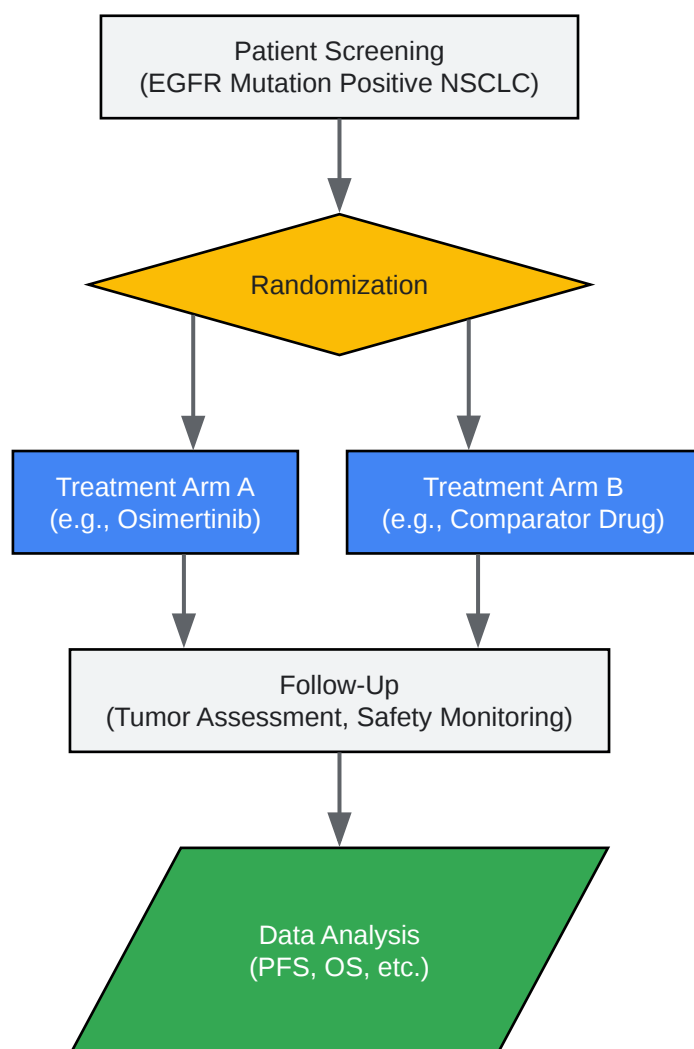 Patient Screening
(EGFR Mutation Positive NSCLC)
Randomization
Treatment Arm A
(e.g., Osimertinib)
Treatment Arm B
(e.g., Comparator Drug)
Follow-Up
(Tumor Assessment, Safety Monitoring)
Data Analysis
(PFS, OS, etc.)